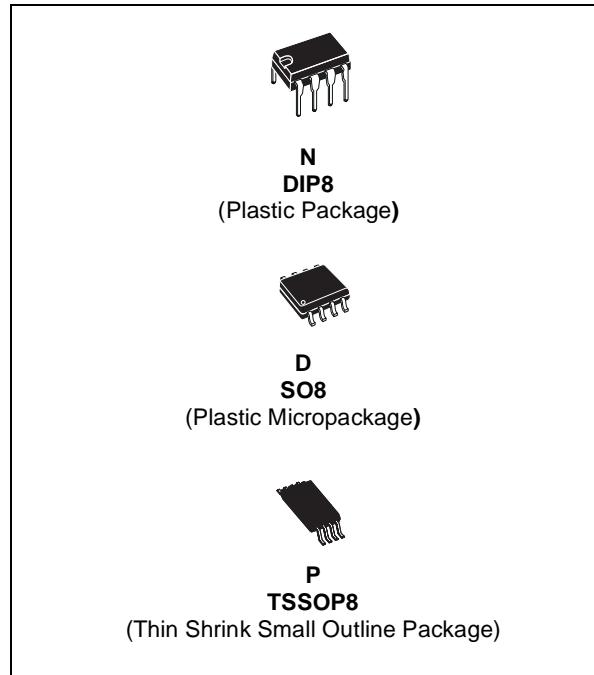 N
DIP8
(Plastic Package)
D
SO8
(Plastic Micropackage)
P
TSSOP8
(Thin Shrink Small Outline Package)